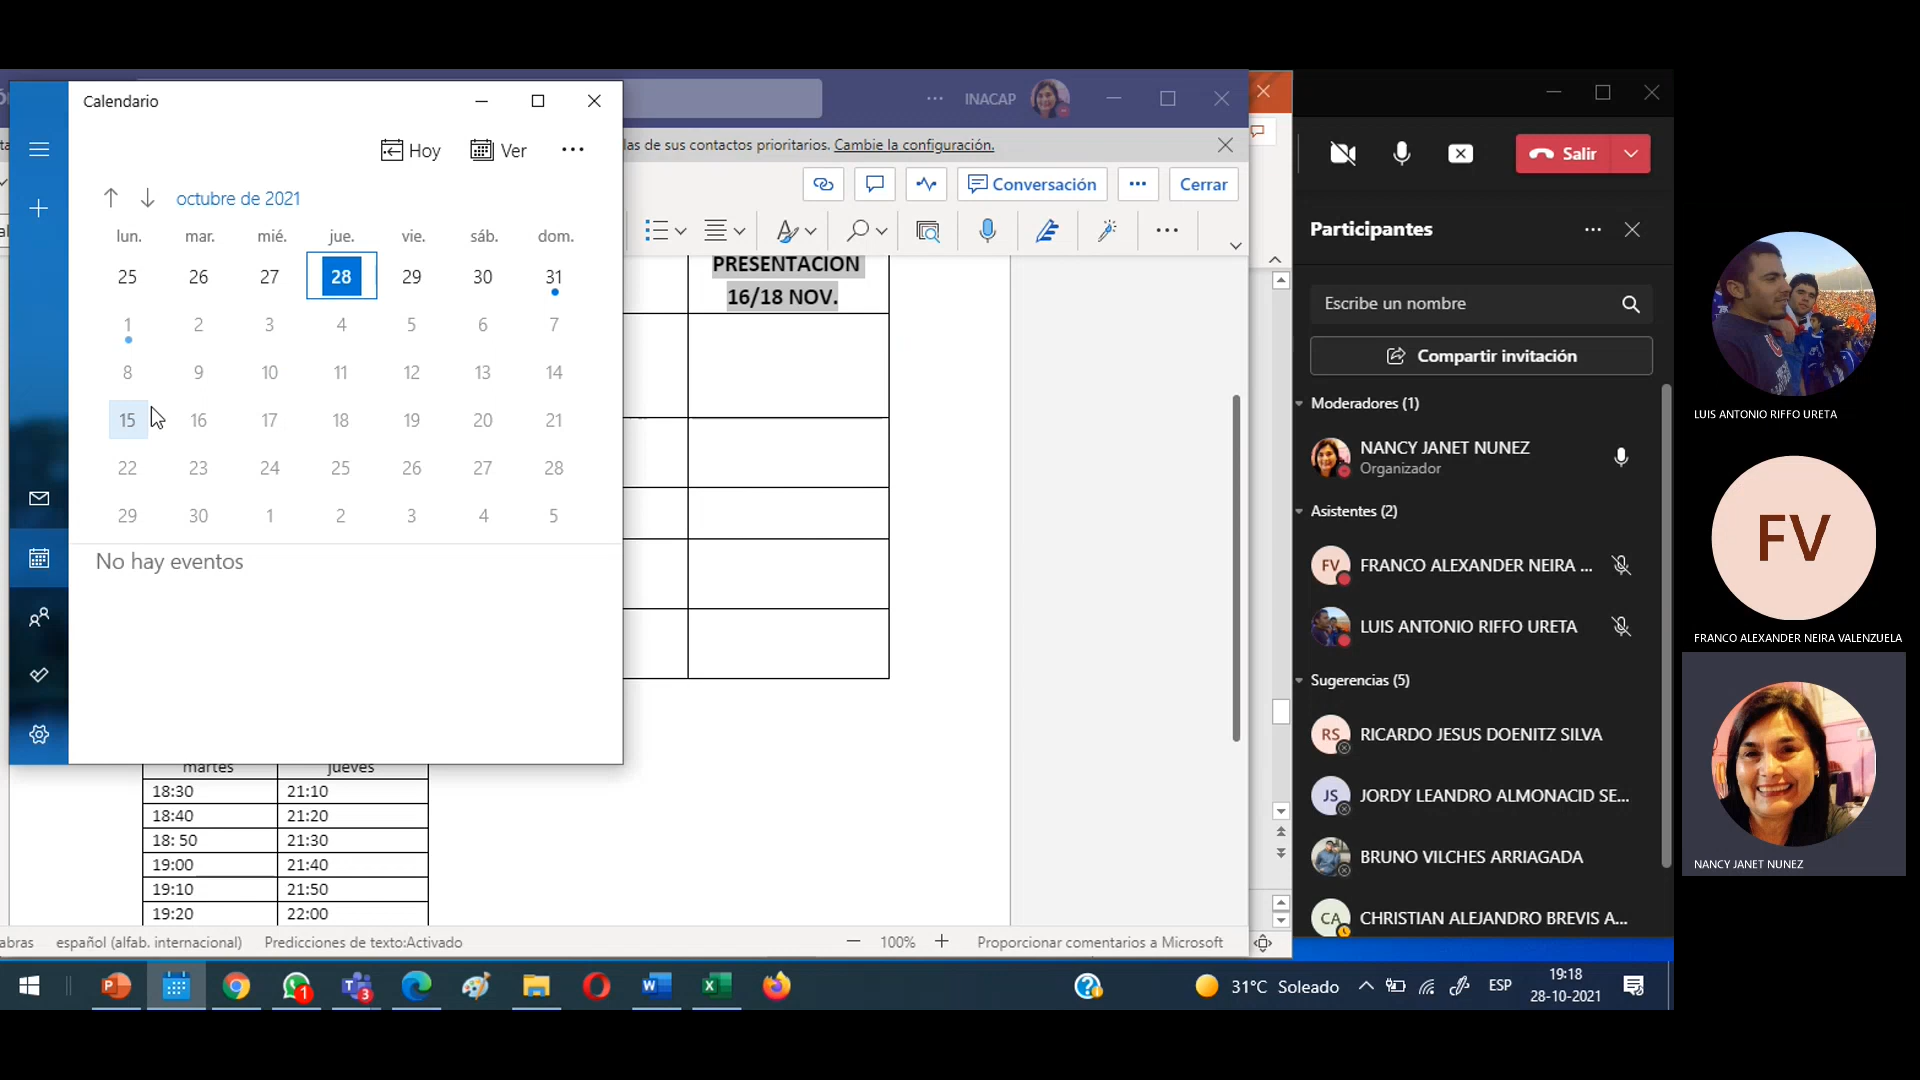 Calendario
Hoy
Ver
octubre de 2021
lun. mar. mié. jue. vie. sáb. dom.
25 26 27 28 29 30 31
1 2 3 4 5 6 7
8 9 10 11 12 13 14
15 16 17 18 19 20 21
22 23 24 25 26 27 28
29 30 1 2 3 4 5
No hay eventos
INACAP
las de sus contactos prioritarios. Cambie la configuración.
Conversación
Cerrar
PRESENTACION
16/18 NOV.
martes jueves
18:30 21:10
18:40 21:20
18: 50 21:30
19:00 21:40
19:10 21:50
19:20 22:00
abras
español (alfab. internacional)
Predicciones de texto:Activado
100%
Proporcionar comentarios a Microsoft
Salir
Participantes
Escribe un nombre
Compartir invitación
Moderadores (1)
NANCY JANET NUNEZ
Organizador
Asistentes (2)
FV
FRANCO ALEXANDER NEIRA ...
LUIS ANTONIO RIFFO URETA
Sugerencias (5)
RS
RICARDO JESUS DOENITZ SILVA
JS
JORDY LEANDRO ALMONACID SE...
BRUNO VILCHES ARRIAGADA
CA
CHRISTIAN ALEJANDRO BREVIS A...
LUIS ANTONIO RIFFO URETA
FV
FRANCO ALEXANDER NEIRA VALENZUELA
NANCY JANET NUNEZ
1
3
31°C Soleado
ESP
19:18
28-10-2021